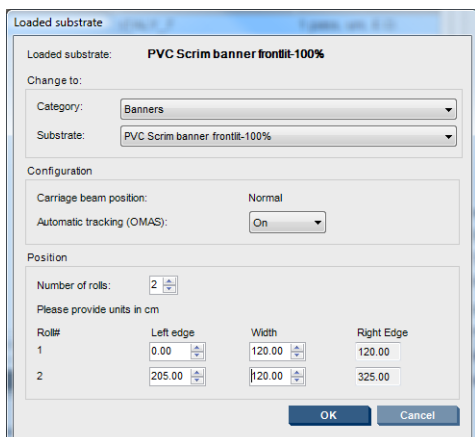 Loaded substrate
Loaded substrate: PVC Scrim banner frontlit-100%
Change to:
Category: Banners
Substrate: PVC Scrim banner frontlit-100%
Configuration
Carriage beam position: Normal
Automatic tracking (OMAS): On
Position
Number of rolls: 2
Please provide units in cm
Roll# Left edge Width Right Edge
1 0.00 120.00 120.00
2 205.00 120.00 325.00
OK Cancel